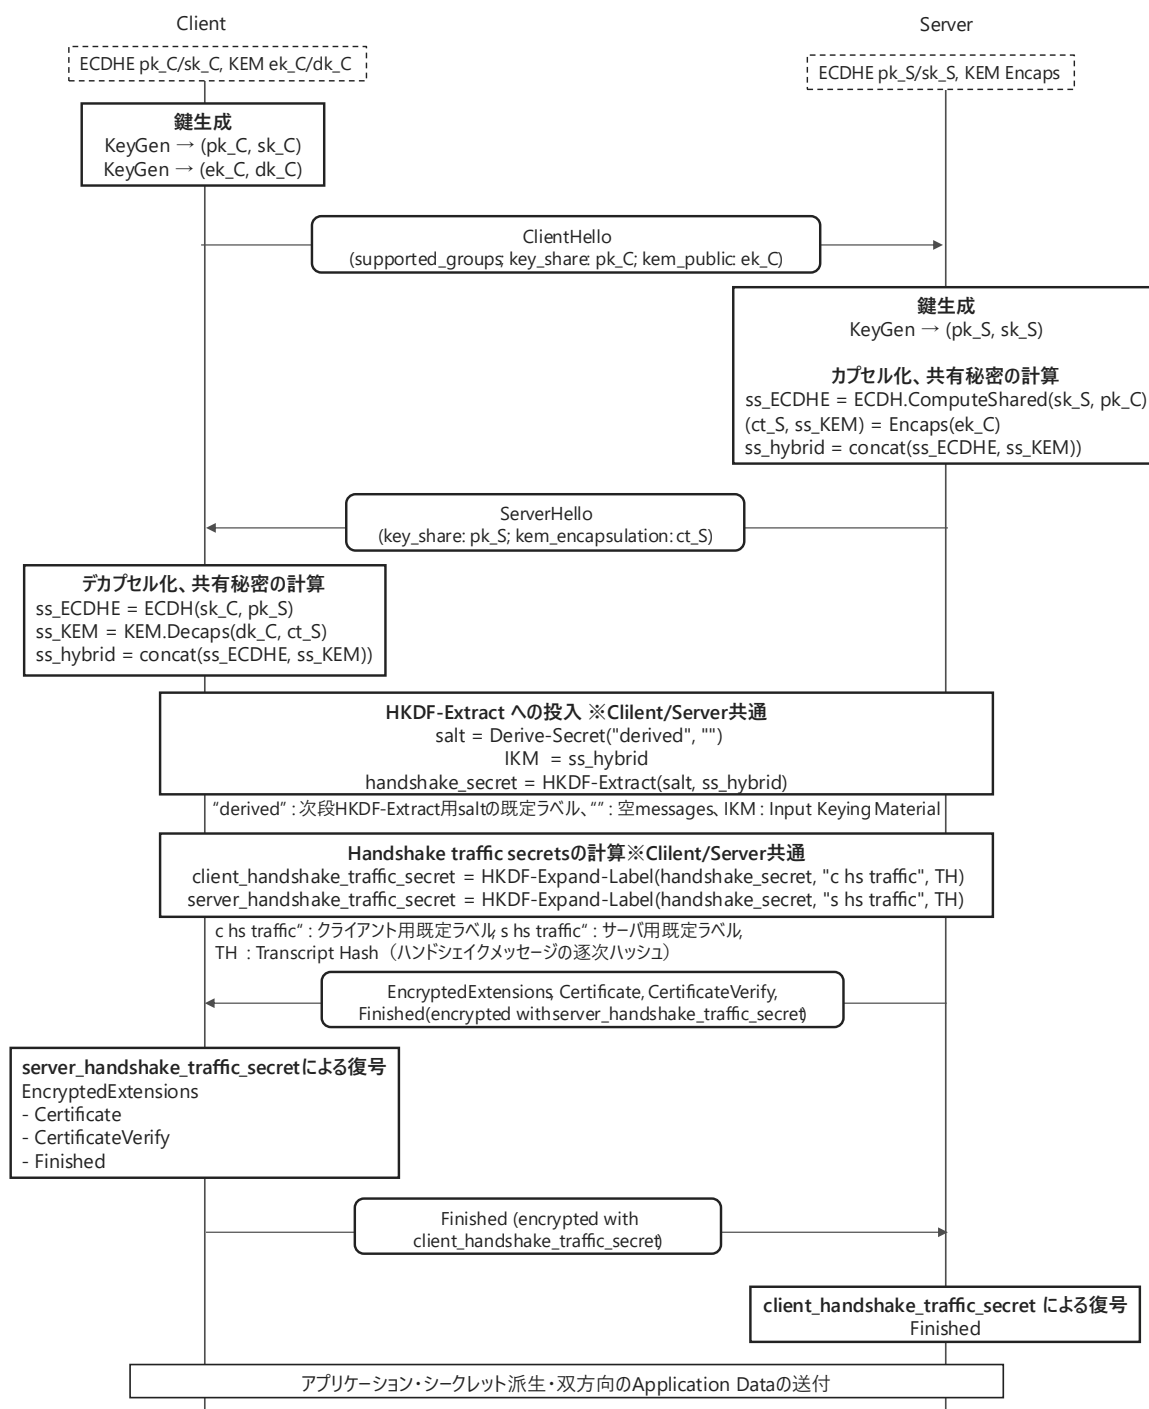 Client
Server
ECDHE pk_C/sk_C, KEM ek_C/dk_C
ECDHE pk_S/sk_S, KEM Encaps
鍵生成
KeyGen → (pk_C, sk_C)
KeyGen → (ek_C, dk_C)
ClientHello
(supported_groups; key_share: pk_C; kem_public: ek_C)
鍵生成
KeyGen → (pk_S, sk_S)
カプセル化、共有秘密の計算
ss_ECDHE = ECDH.ComputeShared(sk_S, pk_C)
(ct_S, ss_KEM) = Encaps(ek_C)
ss_hybrid = concat(ss_ECDHE, ss_KEM))
ServerHello
(key_share: pk_S; kem_encapsulation: ct_S)
デカプセル化、共有秘密の計算
ss_ECDHE = ECDH(sk_C, pk_S)
ss_KEM = KEM.Decaps(dk_C, ct_S)
ss_hybrid = concat(ss_ECDHE, ss_KEM))
HKDF-Extract への投入 ※Clilent/Server共通
salt = Derive-Secret("derived", "")
IKM = ss_hybrid
handshake_secret = HKDF-Extract(salt, ss_hybrid)
“derived” : 次段HKDF-Extract用saltの既定ラベル、“” : 空messages、IKM : Input Keying Material
Handshake traffic secretsの計算※Clilent/Server共通
client_handshake_traffic_secret = HKDF-Expand-Label(handshake_secret, "c hs traffic", TH)
server_handshake_traffic_secret = HKDF-Expand-Label(handshake_secret, "s hs traffic", TH)
c hs traffic“ : クライアント用既定ラベル, s hs traffic“ : サーバ用既定ラベル,
TH : Transcript Hash（ハンドシェイクメッセージの逐次ハッシュ）
EncryptedExtensions, Certificate, CertificateVerify,
Finished(encrypted with server_handshake_traffic_secret)
server_handshake_traffic_secretによる復号
EncryptedExtensions
- Certificate
- CertificateVerify
- Finished
Finished (encrypted with
client_handshake_traffic_secret)
client_handshake_traffic_secret による復号
Finished
アプリケーション・シークレット派生・双方向のApplication Dataの送付